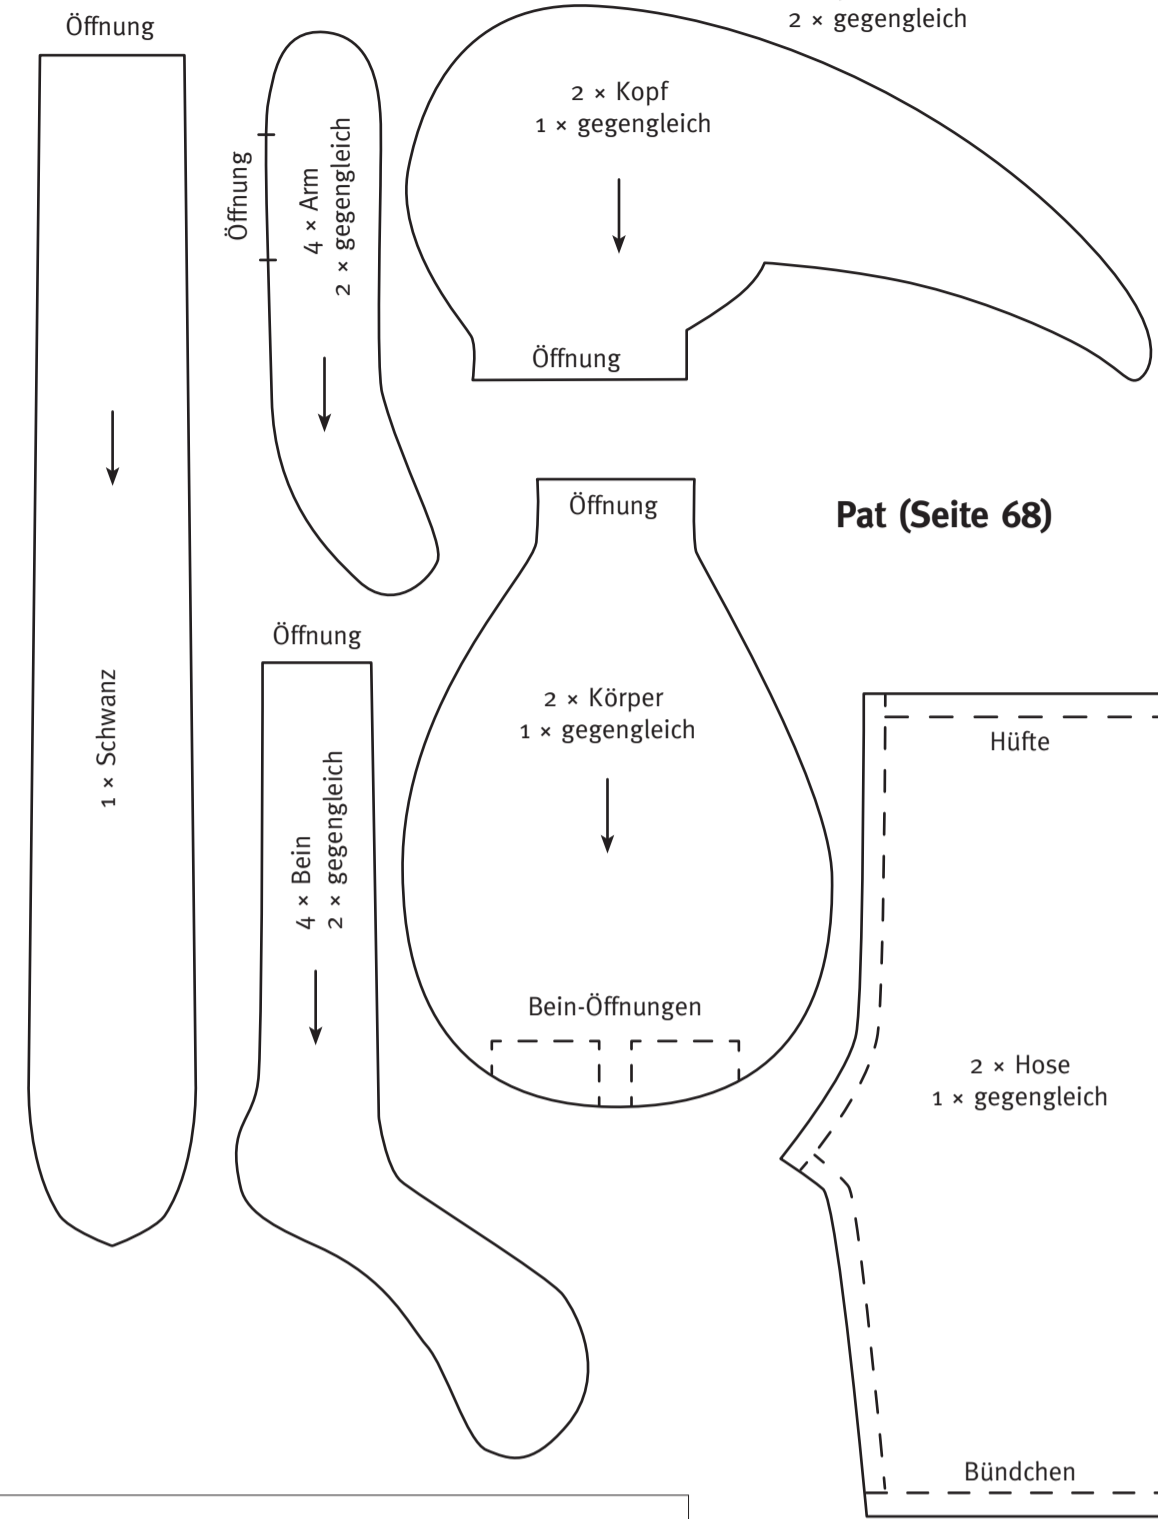 2 × gegengleich
Öffnung
2 × Kopf
1 × gegengleich
Öffnung
4 × Arm
2 × gegengleich
Öffnung
Öffnung
Pat (Seite 68)
Öffnung
2 × Körper
1 × gegengleich
1 × Schwanz
Hüfte
4 × Bein
2 × gegengleich
Bein-Öffnungen
2 × Hose
1 × gegengleich
Bündchen